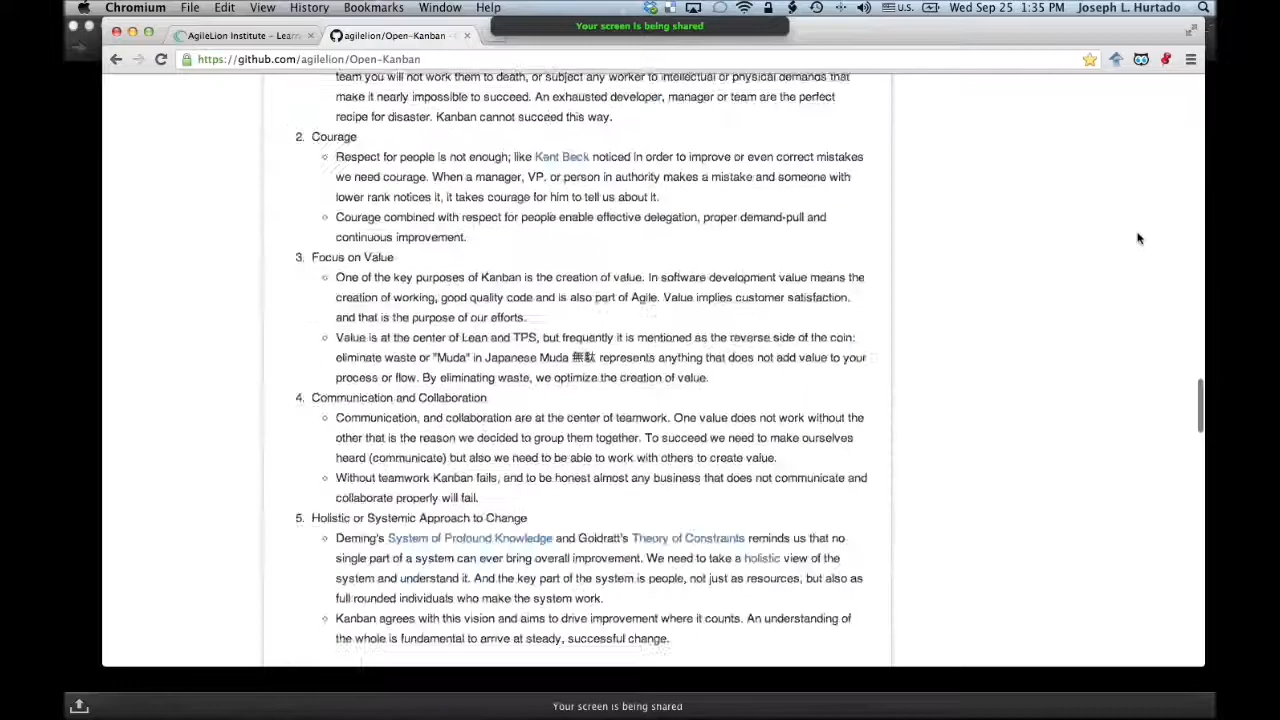 Chromium File Edit View History Bookmarks Window Help U.S. Wed Sep 25 1:35 PM Joseph L. Hurtado
Your screen is being shared
AgileLion Institute – Learn agilelion/Open-Kanban ·
https://github.com/agilelion/Open-Kanban
team you will not work them to death, or subject any worker to intellectual or physical demands that
make it nearly impossible to succeed. An exhausted developer, manager or team are the perfect
recipe for disaster. Kanban cannot succeed this way.
2. Courage
Respect for people is not enough; like Kent Beck noticed in order to improve or even correct mistakes
we need courage. When a manager, VP. or person in authority makes a mistake and someone with
lower rank notices it, it takes courage for him to tell us about it.
Courage combined with respect for people enable effective delegation, proper demand-pull and
continuous improvement.
3. Focus on Value
One of the key purposes of Kanban is the creation of value. In software development value means the
creation of working, good quality code and is also part of Agile. Value implies customer satisfaction,
and that is the purpose of our efforts.
Value is at the center of Lean and TPS, but frequently it is mentioned as the reverse side of the coin:
eliminate waste or "Muda" in Japanese Muda 無駄 represents anything that does not add value to your
process or flow. By eliminating waste, we optimize the creation of value.
4. Communication and Collaboration
Communication, and collaboration are at the center of teamwork. One value does not work without the
other that is the reason we decided to group them together. To succeed we need to make ourselves
heard (communicate) but also we need to be able to work with others to create value.
Without teamwork Kanban fails, and to be honest almost any business that does not communicate and
collaborate properly will fail.
5. Holistic or Systemic Approach to Change
Deming's System of Profound Knowledge and Goldratt's Theory of Constraints reminds us that no
single part of a system can ever bring overall improvement. We need to take a holistic view of the
system and understand it. And the key part of the system is people, not just as resources, but also as
full rounded individuals who make the system work.
Kanban agrees with this vision and aims to drive improvement where it counts. An understanding of
the whole is fundamental to arrive at steady, successful change.
Your screen is being shared